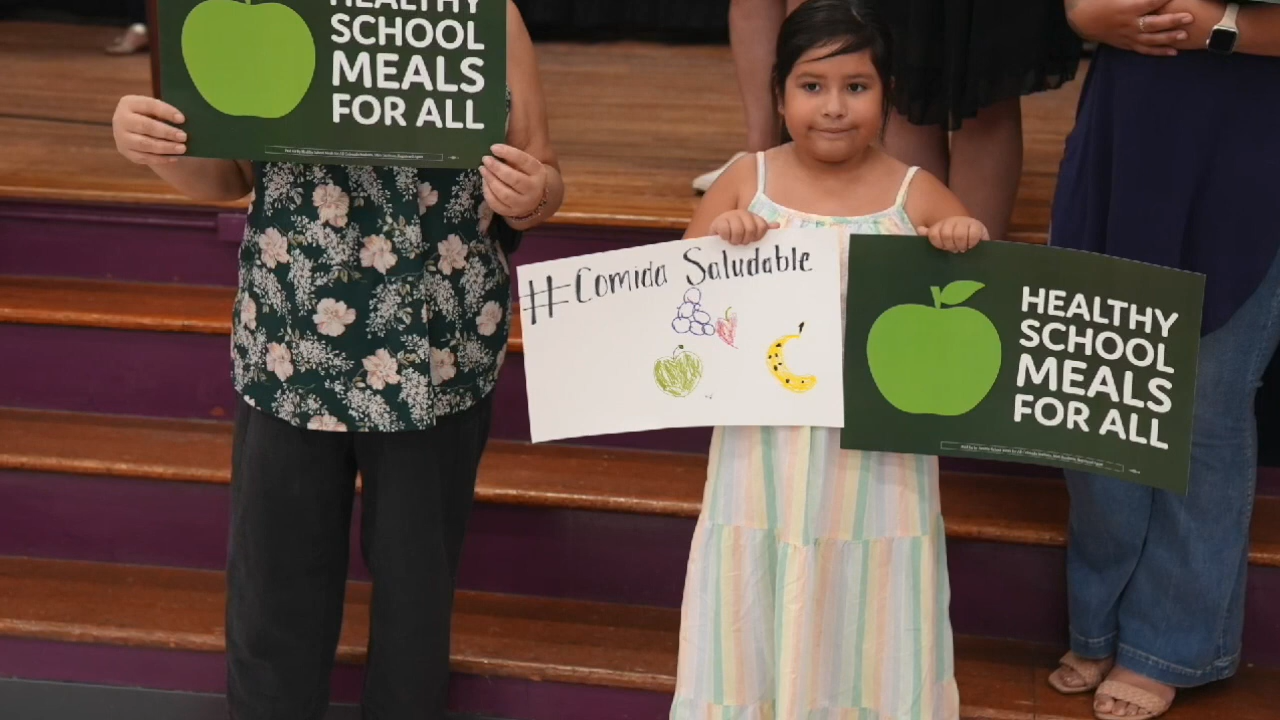 HEALTHY
SCHOOL
MEALS
FOR ALL
#Comida Saludable
HEALTHY
SCHOOL
MEALS
FOR ALL